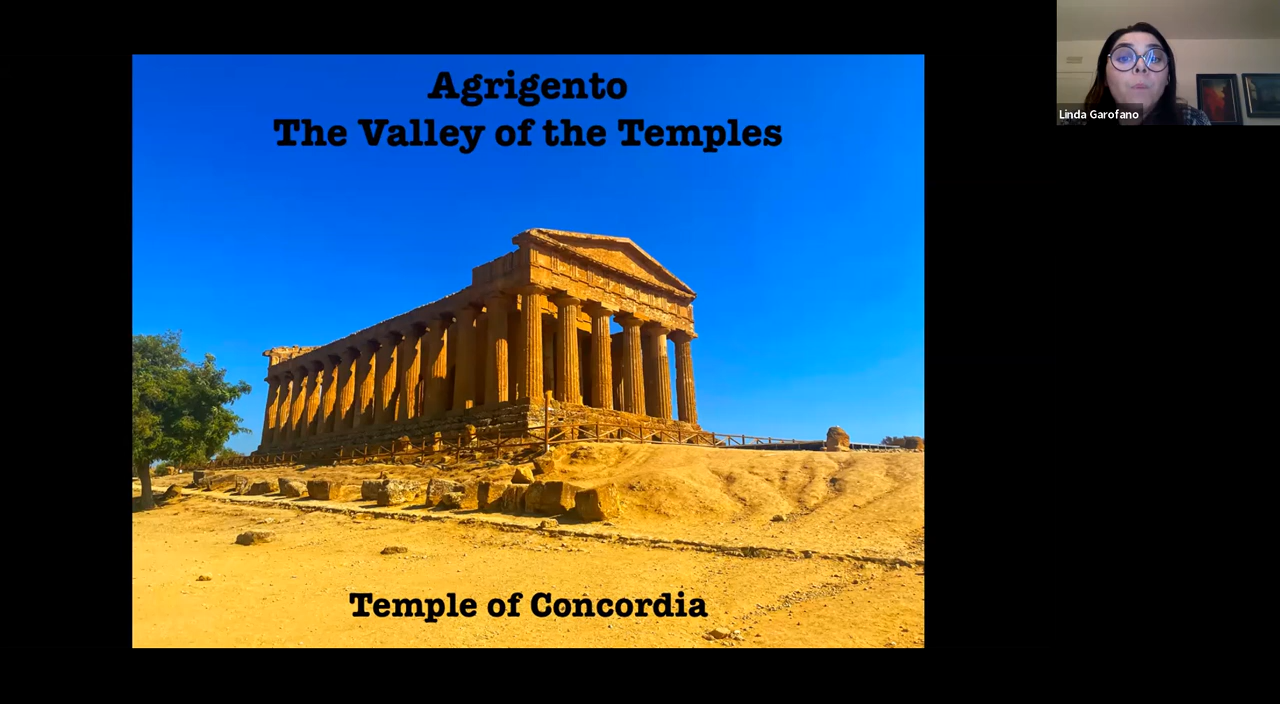 Agrigento
The Valley of the Temples
Linda Garofano
Temple of Concordia